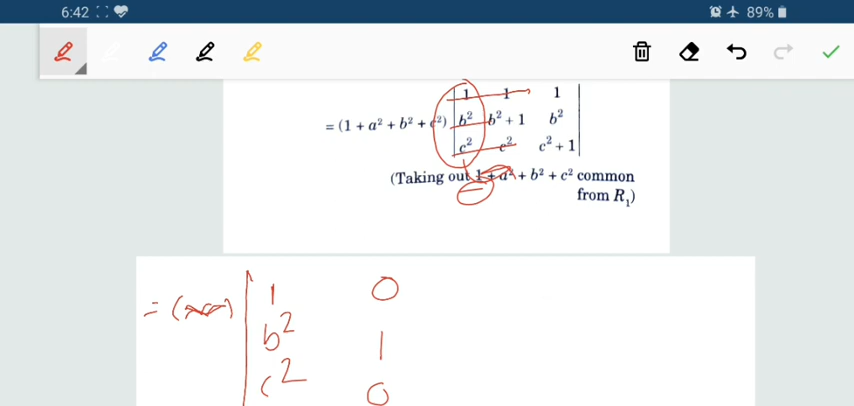 6:42 89%
1 1 1
= (1 + a² + b² + c²) b² b² + 1 b²
c² c² c² + 1
(Taking out 1 + a² + b² + c² common
from R₁)
1 0
= ( )
b² 1
c² 0